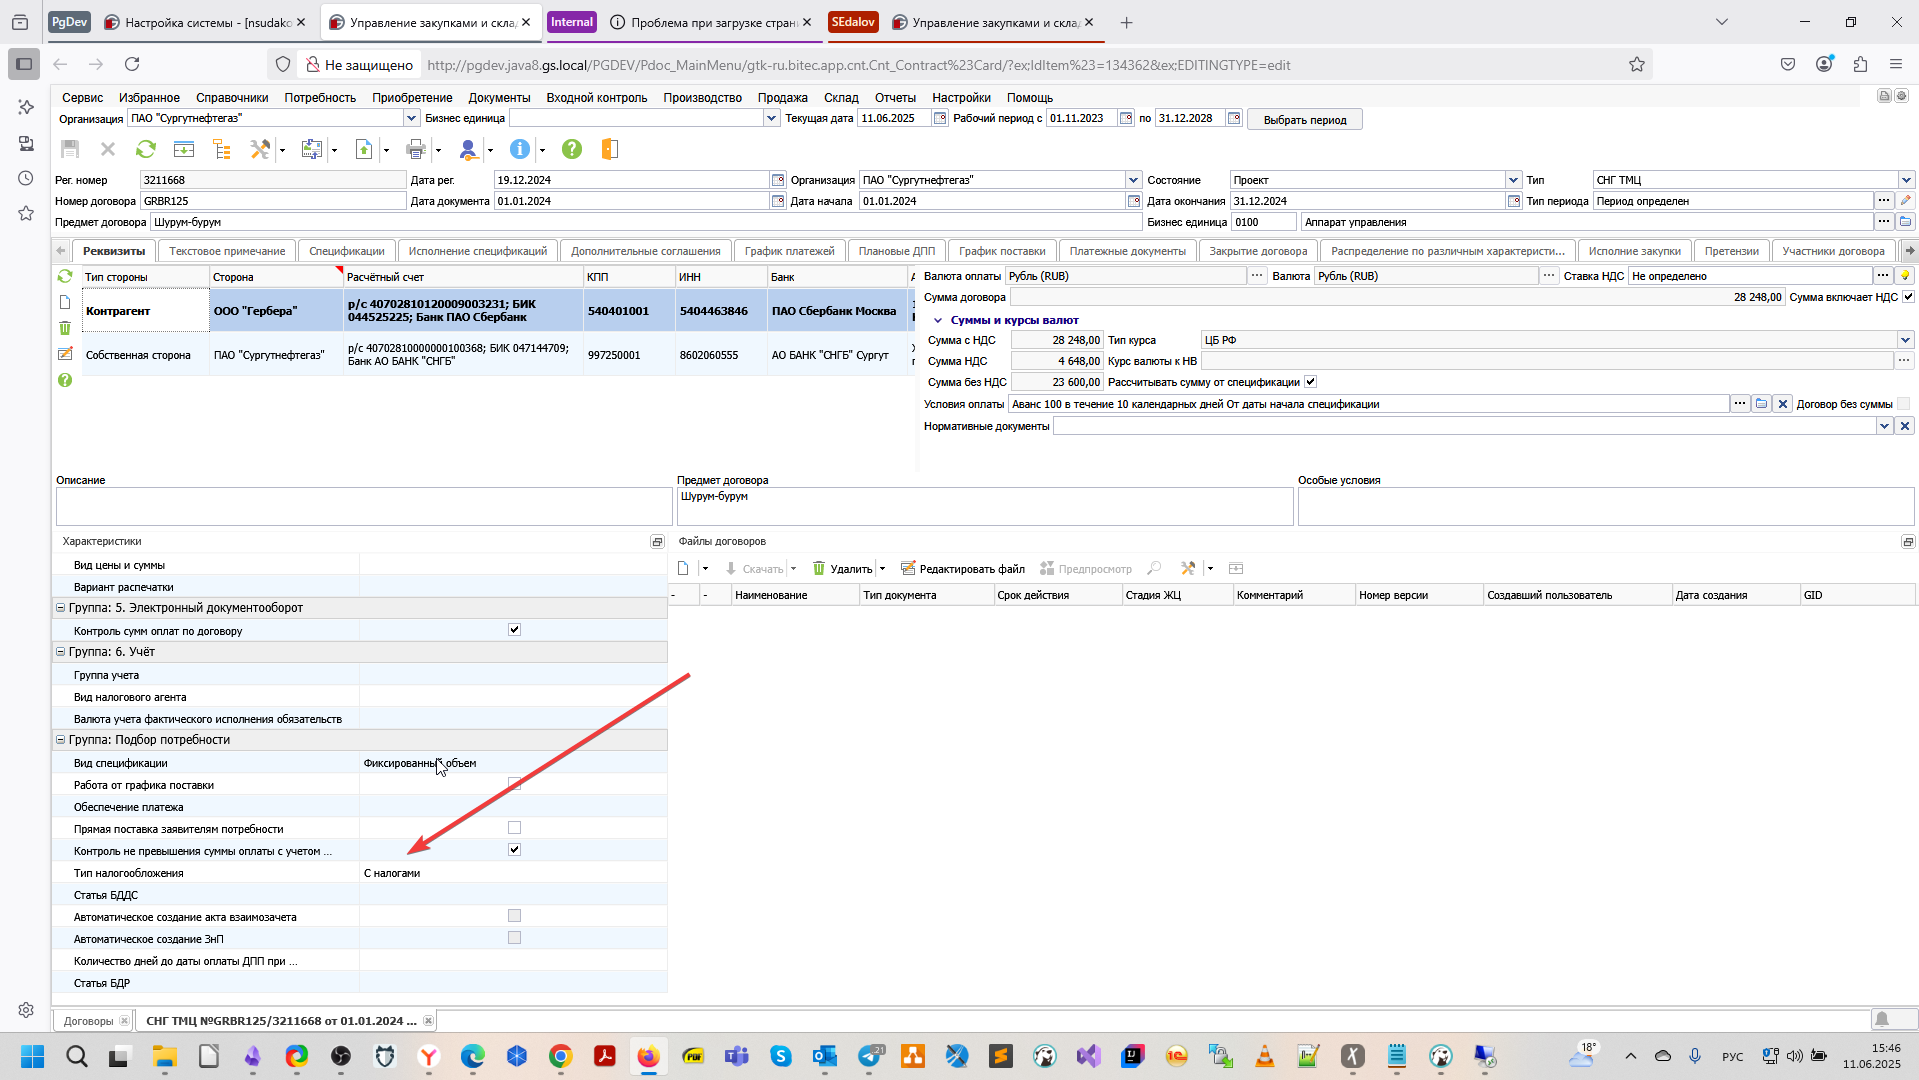 PgDev Настройка системы - [nsudako Управление закупками и скла Internal Проблема при загрузке стран SEdalov Управление закупками и скла
Не защищено http://pgdev.java8.gs.local/PGDEV/Pdoc_MainMenu/gtk-ru.bitec.app.cnt.Cnt_Contract%23Card/?ex;IdItem%23=134362&ex;EDITINGTYPE=edit
Сервис Избранное Справочники Потребность Приобретение Документы Входной контроль Производство Продажа Склад Отчеты Настройки Помощь
Организация ПАО "Сургутнефтегаз" Бизнес единица Текущая дата 11.06.2025 Рабочий период с 01.11.2023 по 31.12.2028 Выбрать период
Рег. номер 3211668 Дата рег. 19.12.2024 Организация ПАО "Сургутнефтегаз" Состояние Проект Тип СНГ ТМЦ
Номер договора GRBR125 Дата документа 01.01.2024 Дата начала 01.01.2024 Дата окончания 31.12.2024 Тип периода Период определен
Предмет договора Шурум-бурум Бизнес единица 0100 Аппарат управления
Реквизиты Текстовое примечание Спецификации Исполнение спецификаций Дополнительные соглашения График платежей Плановые ДПП График поставки Платежные документы Закрытие договора Распределение по различным характеристи... Исполние закупки Претензии Участники договора
Тип стороны Сторона Расчётный счет КПП ИНН Банк
Контрагент ООО "Гербера" р/с 40702810120009003231; БИК 044525225; Банк ПАО Сбербанк 540401001 5404463846 ПАО Сбербанк Москва
Собственная сторона ПАО "Сургутнефтегаз" р/с 40702810000000100368; БИК 047144709; Банк АО БАНК "СНГБ" 997250001 8602060555 АО БАНК "СНГБ" Сургут
Валюта оплаты Рубль (RUB) Валюта Рубль (RUB) Ставка НДС Не определено
Сумма договора 28 248,00 Сумма включает НДС
Суммы и курсы валют
Сумма с НДС 28 248,00 Тип курса ЦБ РФ
Сумма НДС 4 648,00 Курс валюты к НВ
Сумма без НДС 23 600,00 Рассчитывать сумму от спецификации
Условия оплаты Аванс 100 в течение 10 календарных дней От даты начала спецификации Договор без суммы
Нормативные документы
Описание Предмет договора Особые условия
Шурум-бурум
Характеристики
Вид цены и суммы
Вариант распечатки
Группа: 5. Электронный документооборот
Контроль сумм оплат по договору
Группа: 6. Учёт
Группа учета
Вид налогового агента
Валюта учета фактического исполнения обязательств
Группа: Подбор потребности
Вид спецификации Фиксированный объем
Работа от графика поставки
Обеспечение платежа
Прямая поставка заявителям потребности
Контроль не превышения суммы оплаты с учетом ...
Тип налогообложения С налогами
Статья БДДС
Автоматическое создание акта взаимозачета
Автоматическое создание ЗнП
Количество дней до даты оплаты ДПП при ...
Статья БДР
Файлы договоров
Скачать Удалить Редактировать файл Предпросмотр
- - Наименование Тип документа Срок действия Стадия ЖЦ Комментарий Номер версии Создавший пользователь Дата создания GID
Договоры СНГ ТМЦ №GRBR125/3211668 от 01.01.2024 ...
18° РУС 15:46
11.06.2025